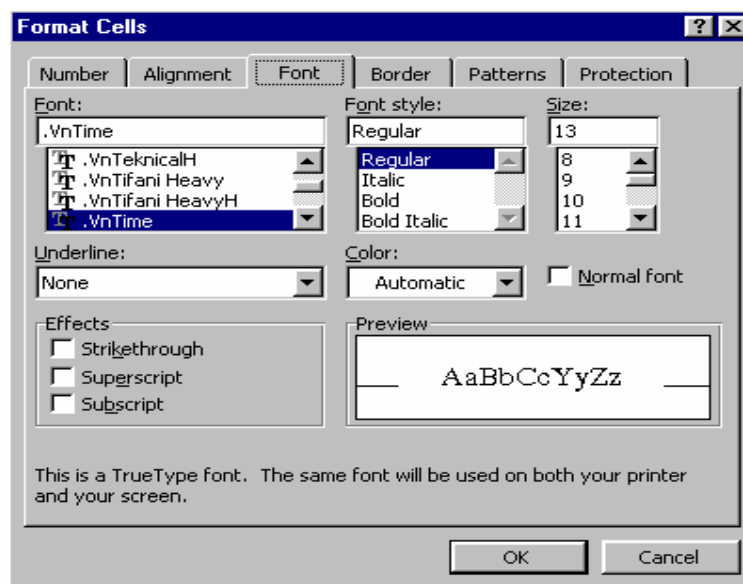 Format Cells
Number Alignment Font Border Patterns Protection
Font: Font style: Size:
.VnTime Regular 13
.VnTeknicalH Regular 8
.VnTifani Heavy Italic 9
.VnTifani HeavyH Bold 10
.VnTime Bold Italic 11
Underline: Color:
None Automatic Normal font
Effects Preview
Strikethrough
Superscript AaBbCcYyZz
Subscript
This is a TrueType font. The same font will be used on both your printer
and your screen.
OK Cancel